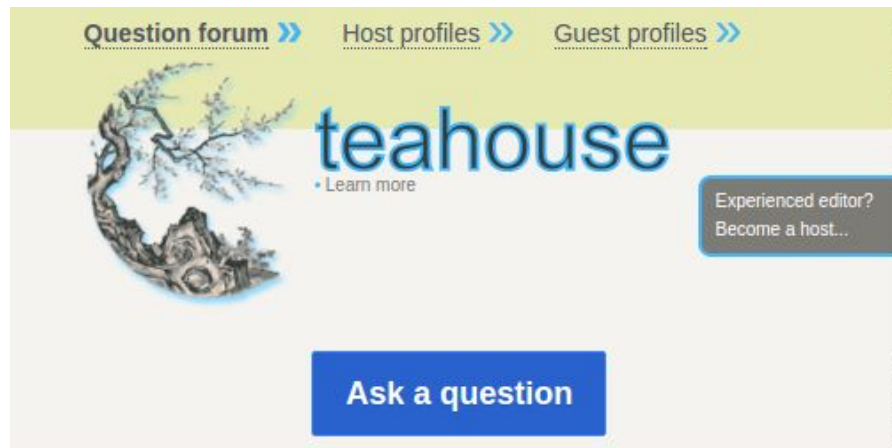 Question forum » Host profiles » Guest profiles »
teahouse
• Learn more
Experienced editor?
Become a host...
Ask a question